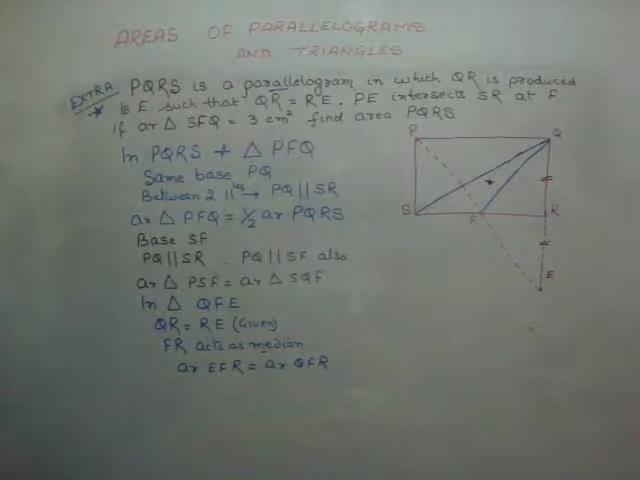 AREAS OF PARALLELOGRAMS
AND TRIANGLES
EXTRA PQRS is a parallelogram in which QR is produced
* to E such that QR = RE. PE intersects SR at F
If ar △ SFQ = 3 cm² find area PQRS
In PQRS + △ PFQ
Same base PQ
Between 2 ||les → PQ || SR
ar △ PFQ = 1/2 ar PQRS
Base SF
PQ || SR PQ || SF also
ar △ PSF = ar △ SQF
In △ QFE
QR = RE (Given)
FR acts as median
ar EFR = ar QFR
P Q
*
S F R
E